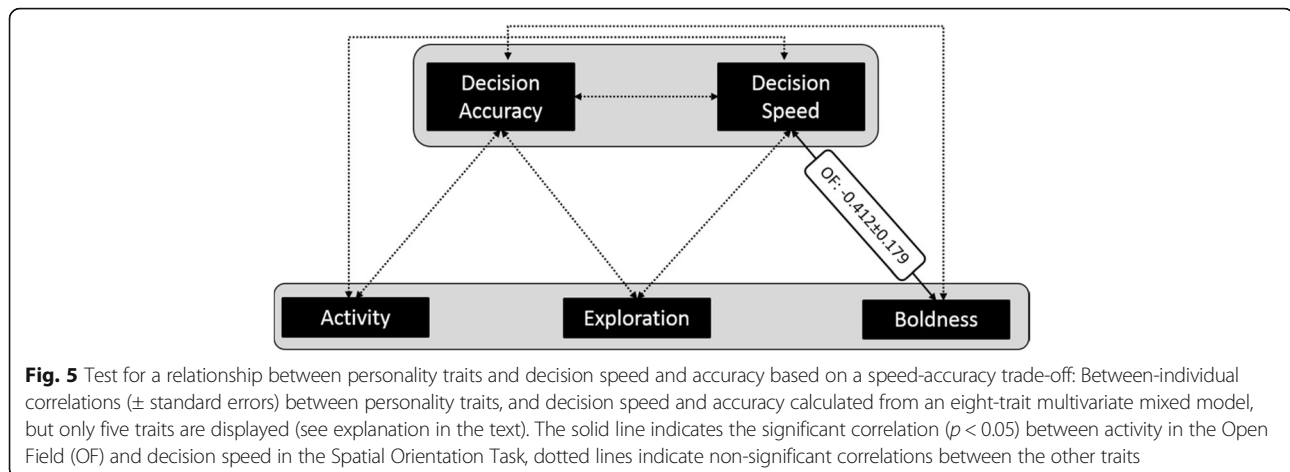 Decision
Accuracy
Decision
Speed
OF: -0.412±0.179
Activity
Exploration
Boldness
Fig. 5 Test for a relationship between personality traits and decision speed and accuracy based on a speed-accuracy trade-off: Between-individual
correlations (± standard errors) between personality traits, and decision speed and accuracy calculated from an eight-trait multivariate mixed model,
but only five traits are displayed (see explanation in the text). The solid line indicates the significant correlation (p < 0.05) between activity in the Open
Field (OF) and decision speed in the Spatial Orientation Task, dotted lines indicate non-significant correlations between the other traits